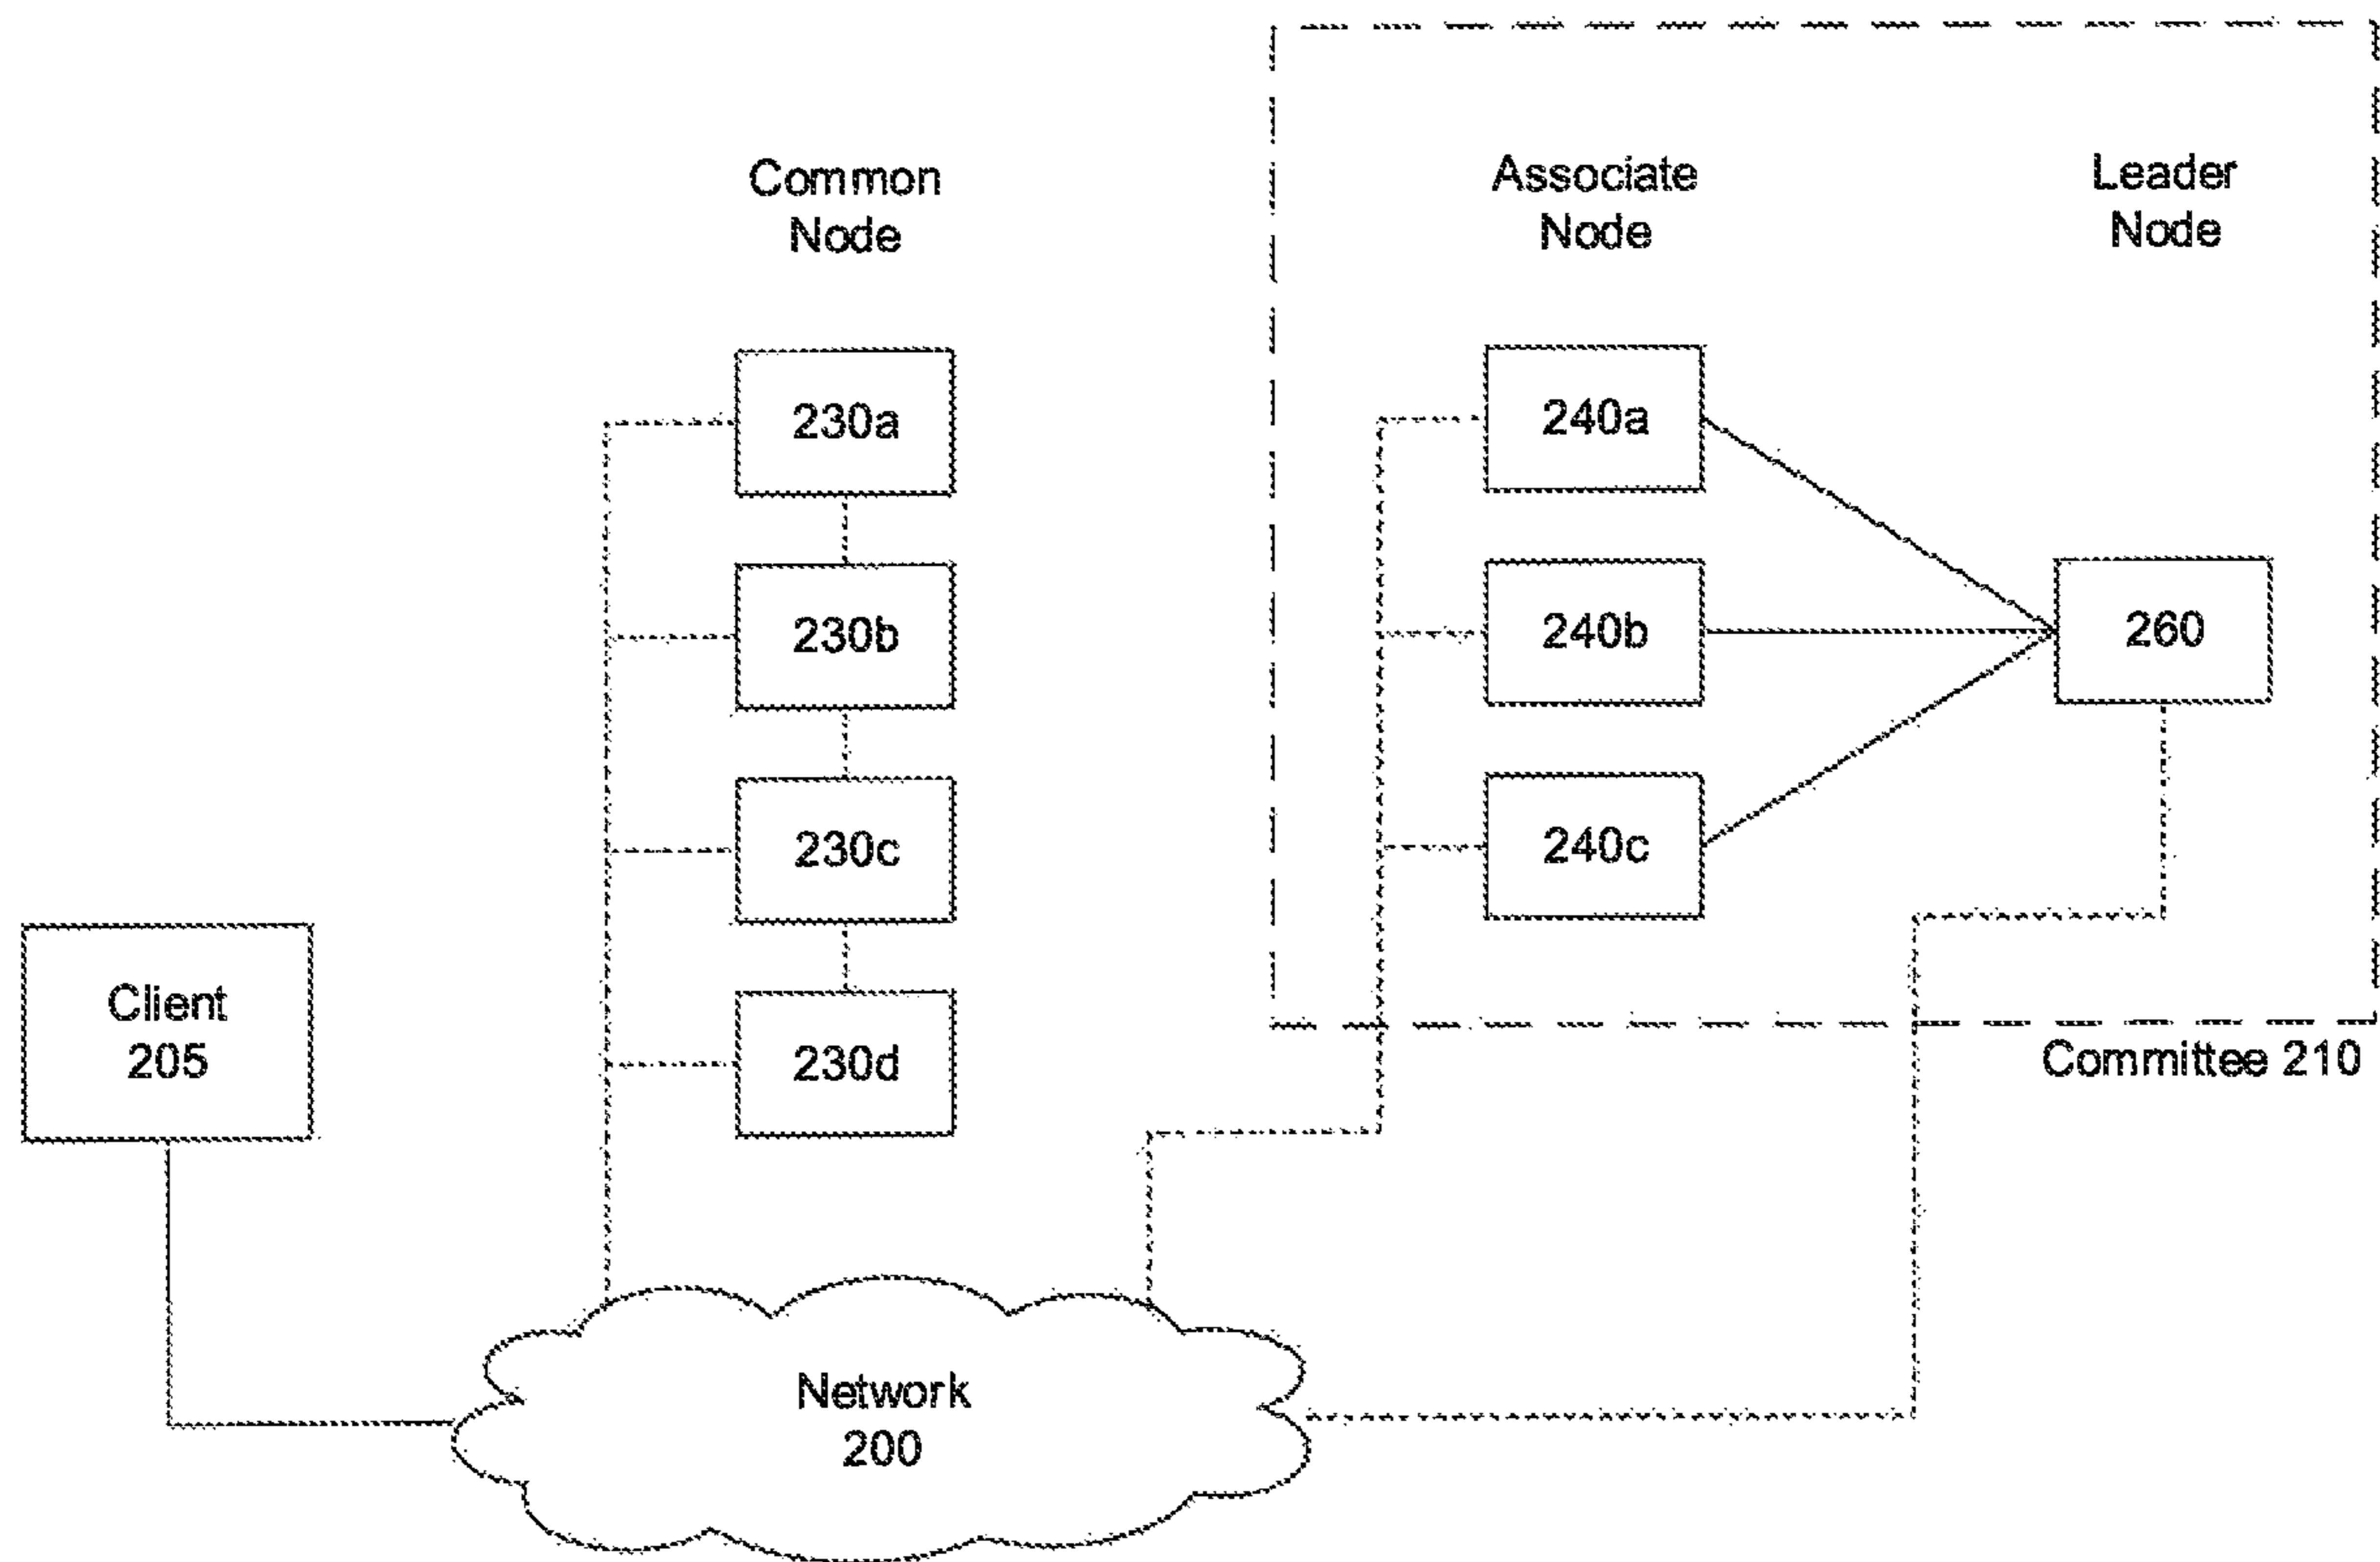 Common
Node
Associate
Node
Leader
Node
230a
240a
230b
240b
260
230c
240c
Client
205
230d
Committee 210
Network
200